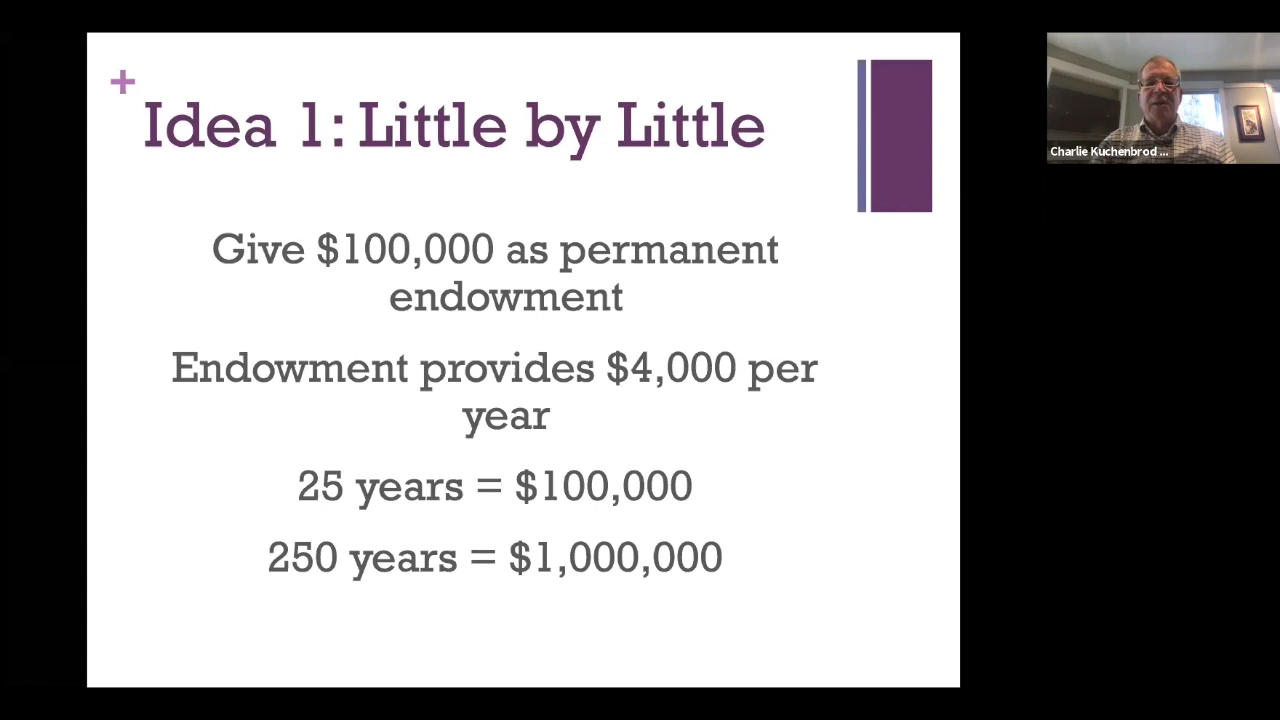 +
Idea 1: Little by Little
Give $100,000 as permanent
endowment
Endowment provides $4,000 per
year
25 years = $100,000
250 years = $1,000,000
Charlie Kuchenbrod ...